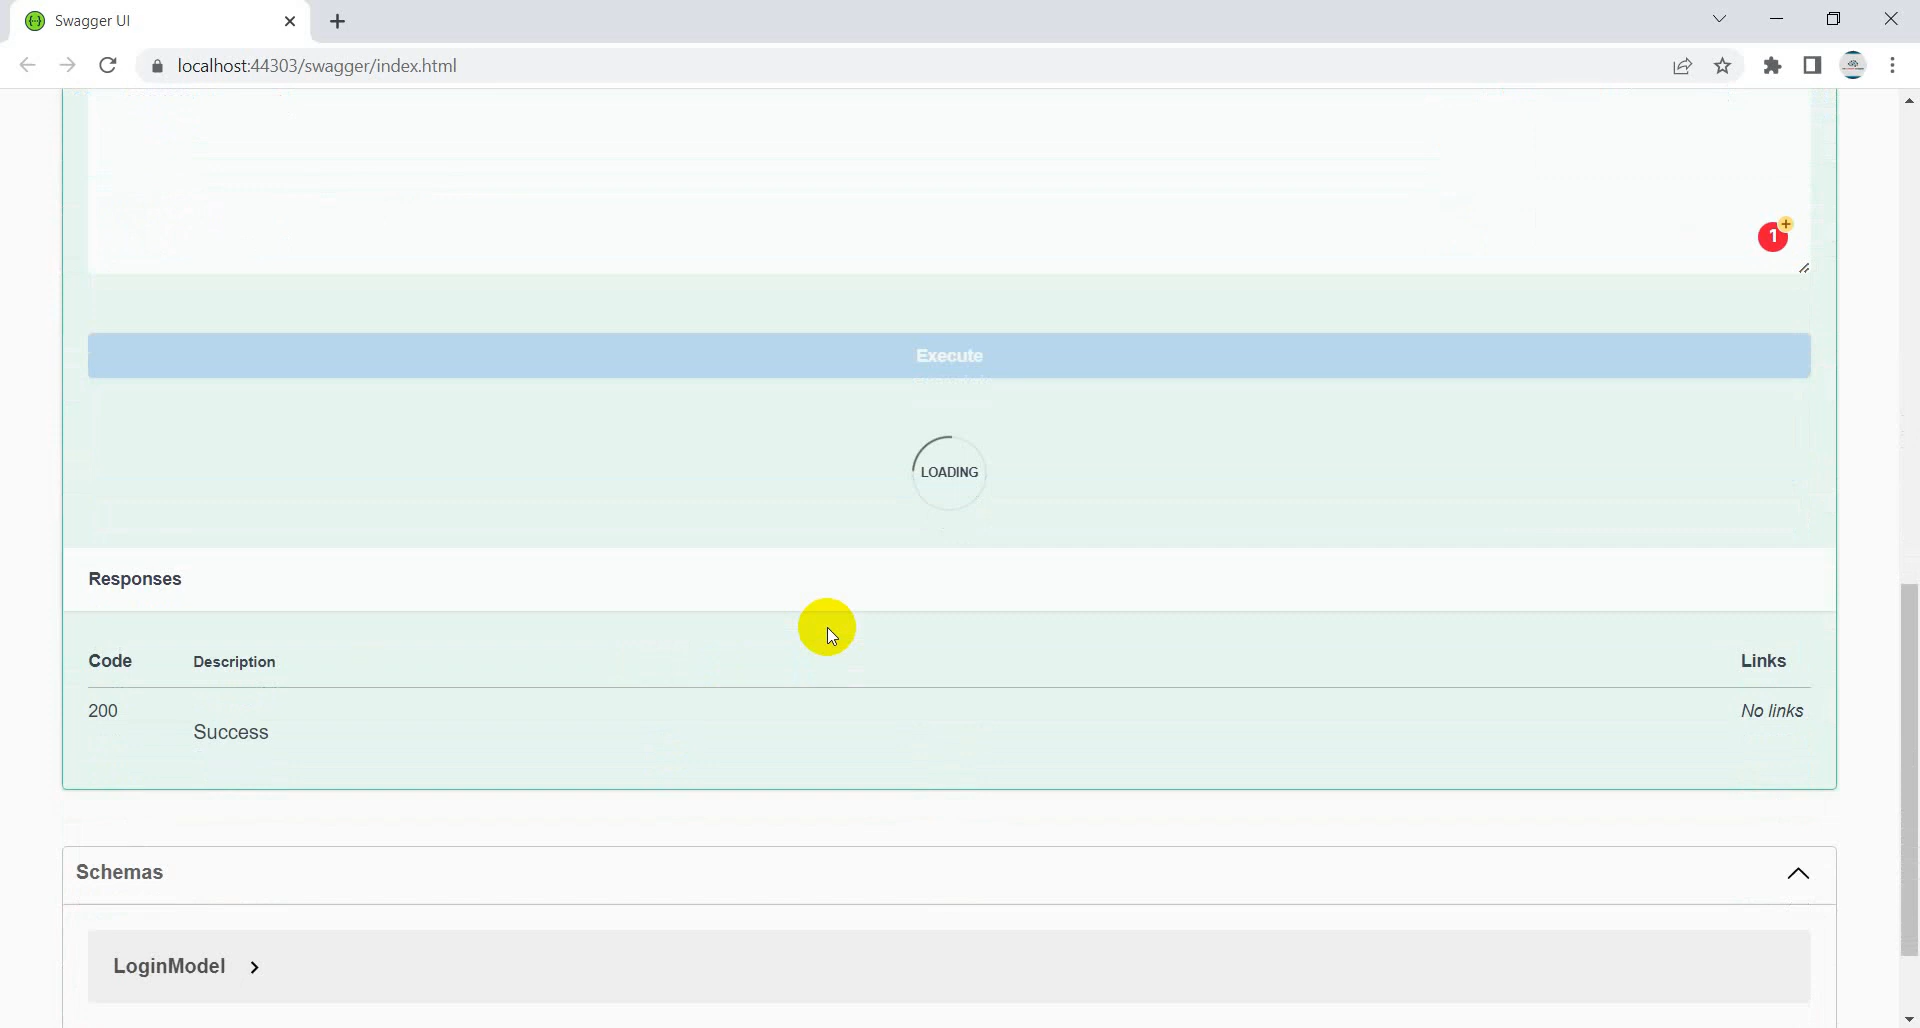 Swagger UI
localhost:44303/swagger/index.html
1
+
Execute
LOADING
Responses
Code Description Links
200 Success No links
Schemas
LoginModel